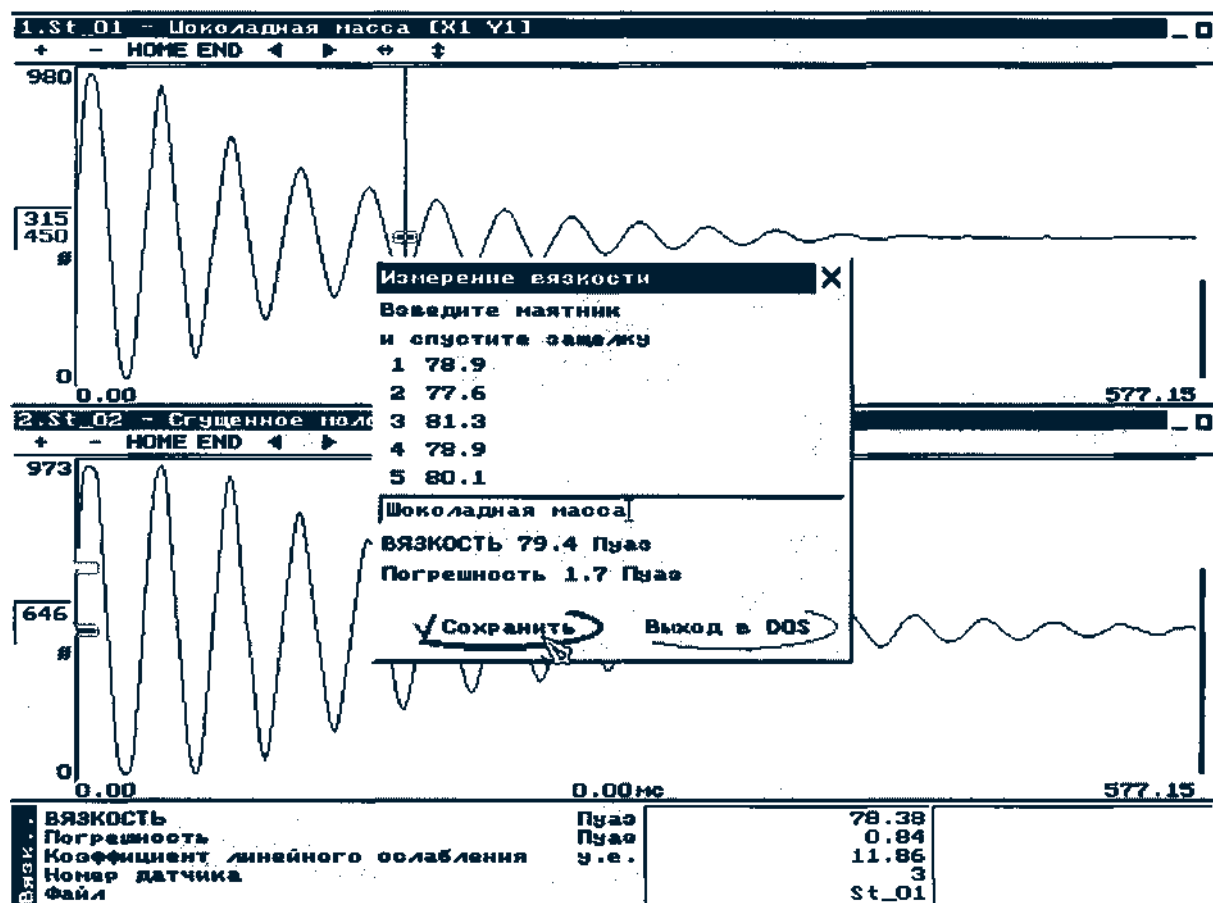 1.St_01 - Шоколадная масса [X1 Y1]
+ - HOME END
980
315
450
#
0
0.00
577.15
Измерение вязкости
Взведите маятник
и спустите защелку
1 78.9
2 77.6
3 81.3
4 78.9
5 80.1
Шоколадная масса
ВЯЗКОСТЬ 79.4 Пуаз
Погрешность 1.7 Пуаз
Сохранить Выход в DOS
2.St_02 - Сгущенное моло
+ - HOME END
973
646
#
0
0.00 0.00мс 577.15
Вязк..
ВЯЗКОСТЬ Пуаз 78.38
Погрешность Пуаз 0.84
Коэффициент линейного ослабления у.е. 11.86
Номер датчика 3
Файл St_01